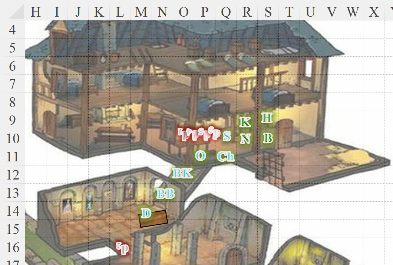 H I J K L M N O P Q R S T U V W X
4
5
6
7
8
9 K H
10 S N B
11 O Ch
12 BK
13 BB
14 D
15
16